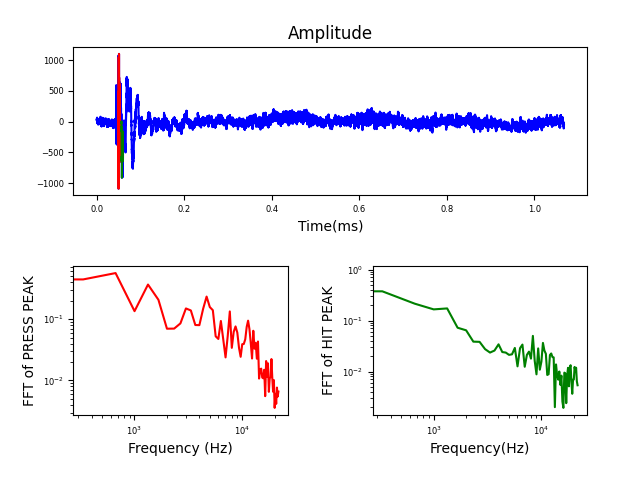 Amplitude
1000
500
0
−500
−1000
0.0 0.2 0.4 0.6 0.8 1.0
Time(ms)
FFT of PRESS PEAK
10⁻¹
10⁻²
10³ 10⁴
Frequency (Hz)
FFT of HIT PEAK
10⁰
10⁻¹
10⁻²
10³ 10⁴
Frequency(Hz)